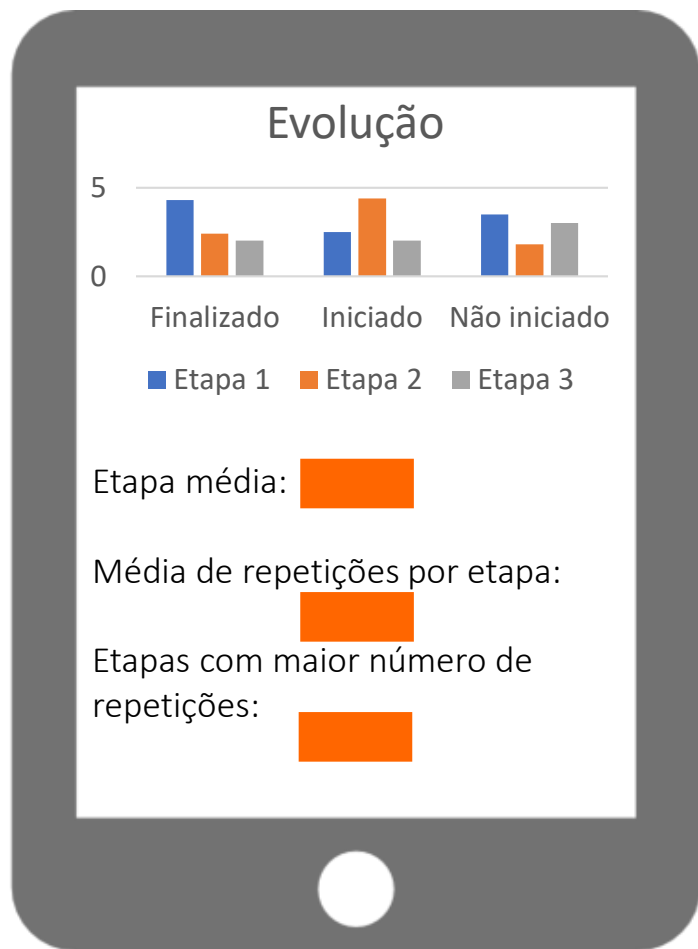 Evolução
5
0
Finalizado Iniciado Não iniciado
Etapa 1 Etapa 2 Etapa 3
Etapa média:
Média de repetições por etapa:
Etapas com maior número de
repetições: